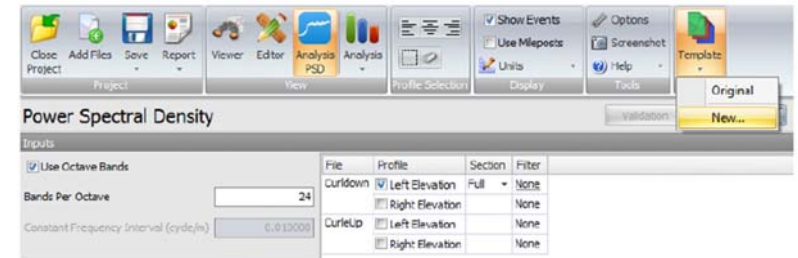 Close Project
Add Files
Save
Report
Viewer
Editor
Analysis PSD
Analysis
Project
View
Profile Selection
Show Events
Use Mileposts
Units
Display
Options
Screenshot
Help
Tools
Template
Original
New...
Power Spectral Density
Validation
Inputs
Use Octave Bands
Bands Per Octave 24
Constant Frequency Interval (cycle/m) 0.010000
File Profile Section Filter
Curldown Left Elevation Full None
Right Elevation None
CurleUp Left Elevation None
Right Elevation None